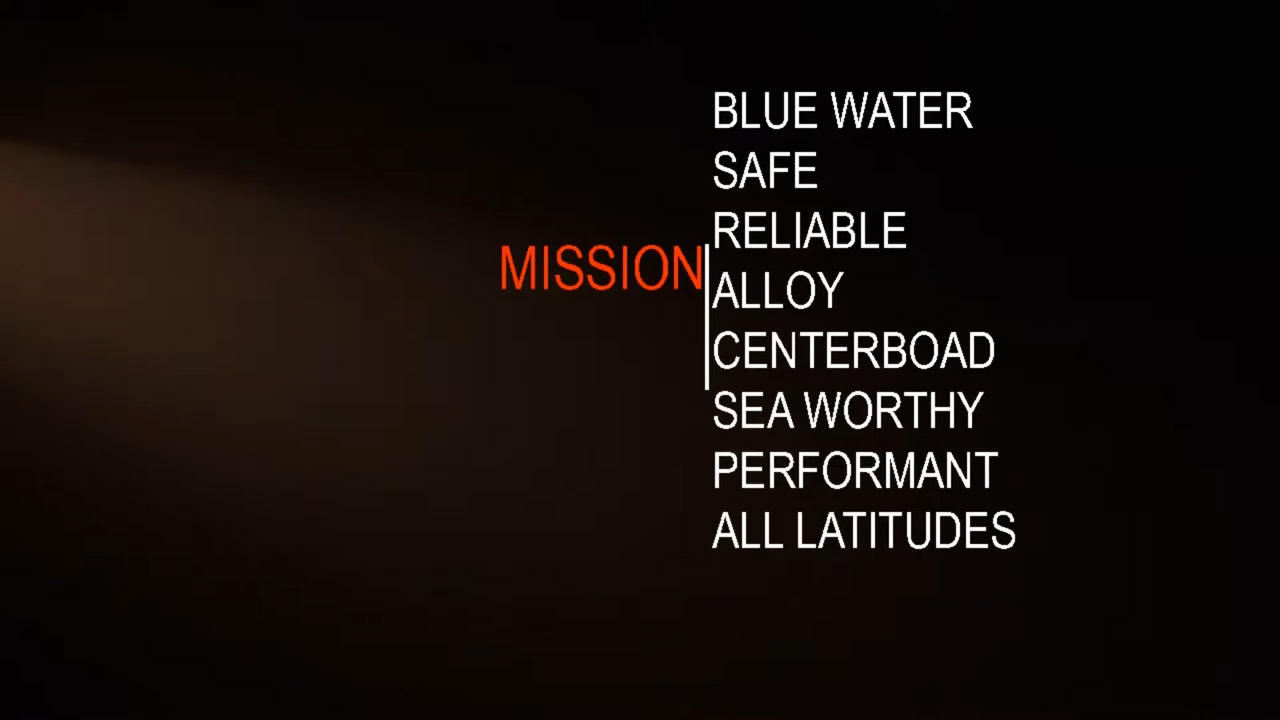 MISSION
BLUE WATER
SAFE
RELIABLE
ALLOY
CENTERBOAD
SEA WORTHY
PERFORMANT
ALL LATITUDES